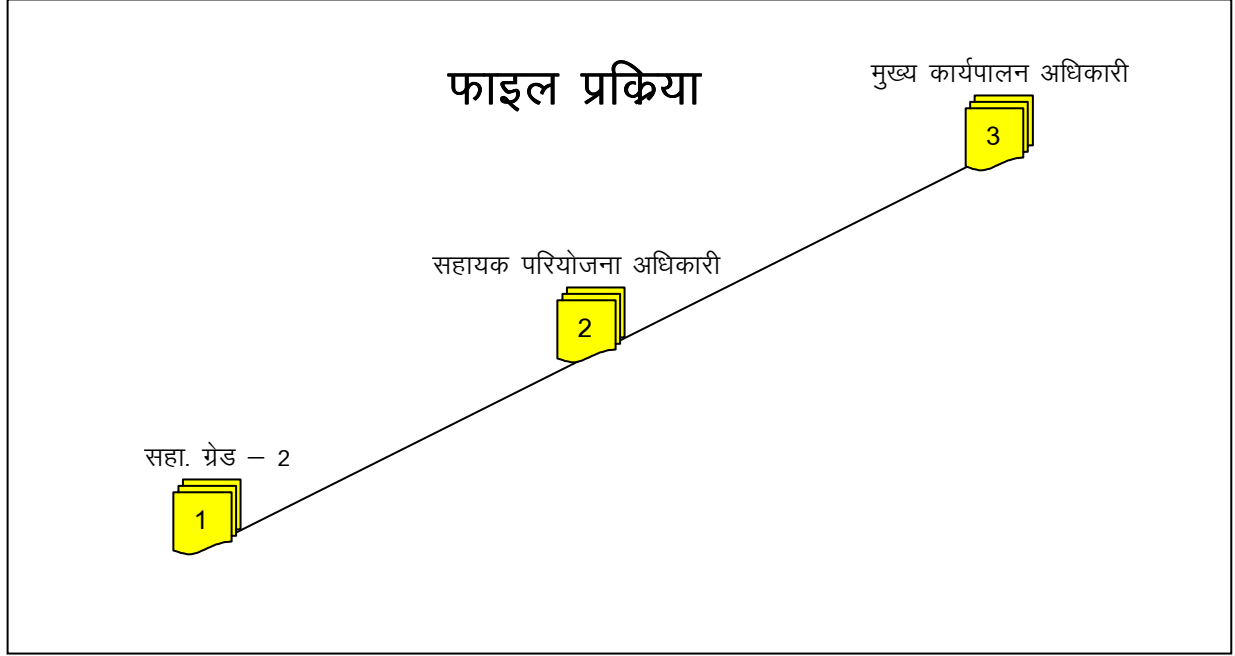 फाइल प्रक्रिया
मुख्य कार्यपालन अधिकारी
3
सहायक परियोजना अधिकारी
2
सहा. ग्रेड – 2
1